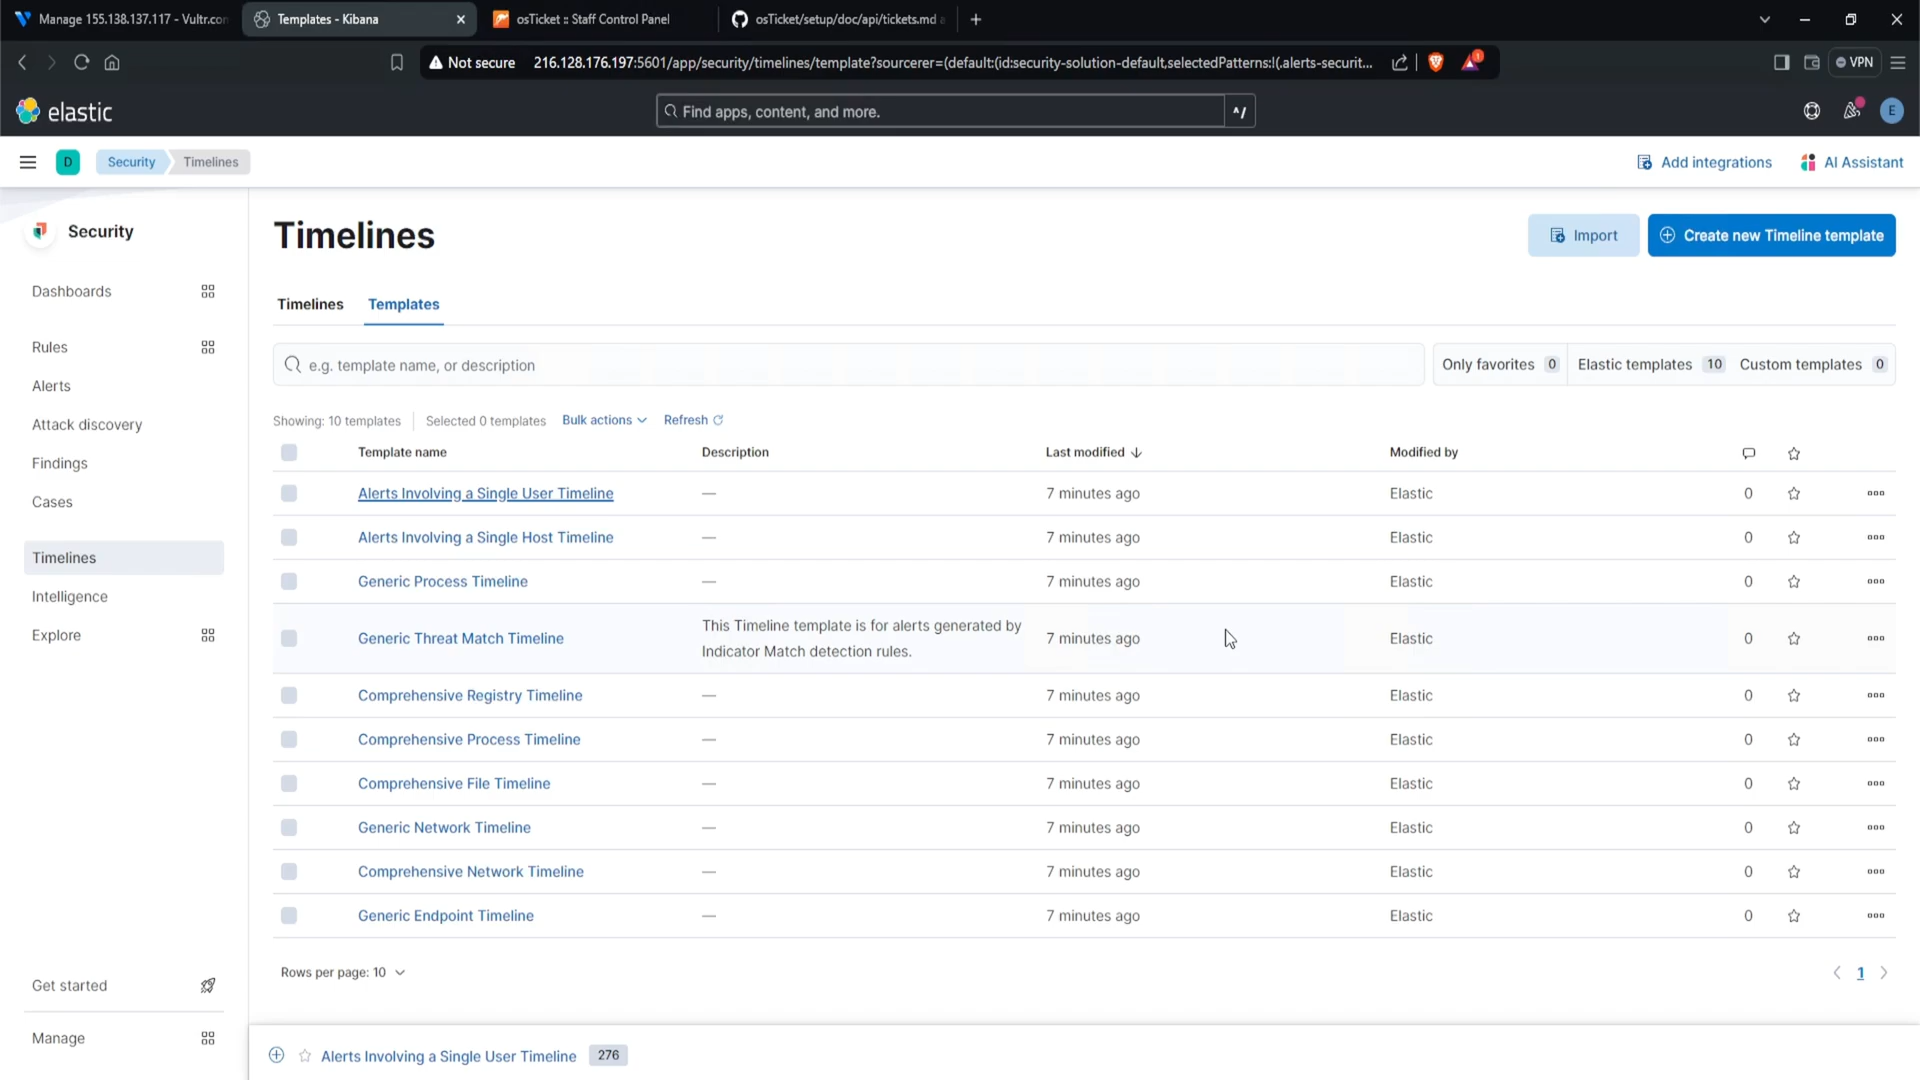 Manage 155.138.137.117 - Vultr.con
Templates - Kibana
osTicket :: Staff Control Panel
osTicket/setup/doc/api/tickets.md a
Not secure
216.128.176.197:5601/app/security/timelines/template?sourcerer=(default:(id:security-solution-default,selectedPatterns:!(.alerts-securit...
1
VPN
elastic
Find apps, content, and more.
^/
E
D
Security
Timelines
Add integrations
AI Assistant
Security
Dashboards
Rules
Alerts
Attack discovery
Findings
Cases
Timelines
Intelligence
Explore
Get started
Manage
Timelines
Import
Create new Timeline template
Timelines
Templates
e.g. template name, or description
Only favorites 0
Elastic templates 10
Custom templates 0
Showing: 10 templates
Selected 0 templates
Bulk actions
Refresh
Template name Description Last modified Modified by
Alerts Involving a Single User Timeline — 7 minutes ago Elastic 0
Alerts Involving a Single Host Timeline — 7 minutes ago Elastic 0
Generic Process Timeline — 7 minutes ago Elastic 0
Generic Threat Match Timeline This Timeline template is for alerts generated by 7 minutes ago Elastic 0
Indicator Match detection rules.
Comprehensive Registry Timeline — 7 minutes ago Elastic 0
Comprehensive Process Timeline — 7 minutes ago Elastic 0
Comprehensive File Timeline — 7 minutes ago Elastic 0
Generic Network Timeline — 7 minutes ago Elastic 0
Comprehensive Network Timeline — 7 minutes ago Elastic 0
Generic Endpoint Timeline — 7 minutes ago Elastic 0
Rows per page: 10
1
Alerts Involving a Single User Timeline 276